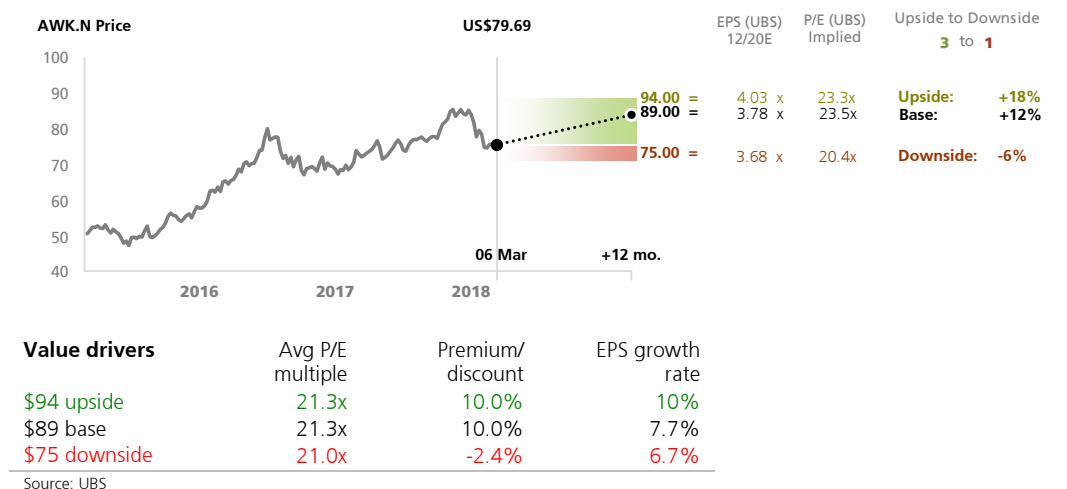 AWK.N Price
US$79.69
EPS (UBS)
12/20E
P/E (UBS)
Implied
Upside to Downside
3 to 1
100
90
80
70
60
50
40
94.00 = 4.03 x 23.3x Upside: +18%
89.00 = 3.78 x 23.5x Base: +12%
75.00 = 3.68 x 20.4x Downside: -6%
06 Mar
+12 mo.
2016 2017 2018
Value drivers Avg P/E Premium/ EPS growth
multiple discount rate
$94 upside 21.3x 10.0% 10%
$89 base 21.3x 10.0% 7.7%
$75 downside 21.0x -2.4% 6.7%
Source: UBS